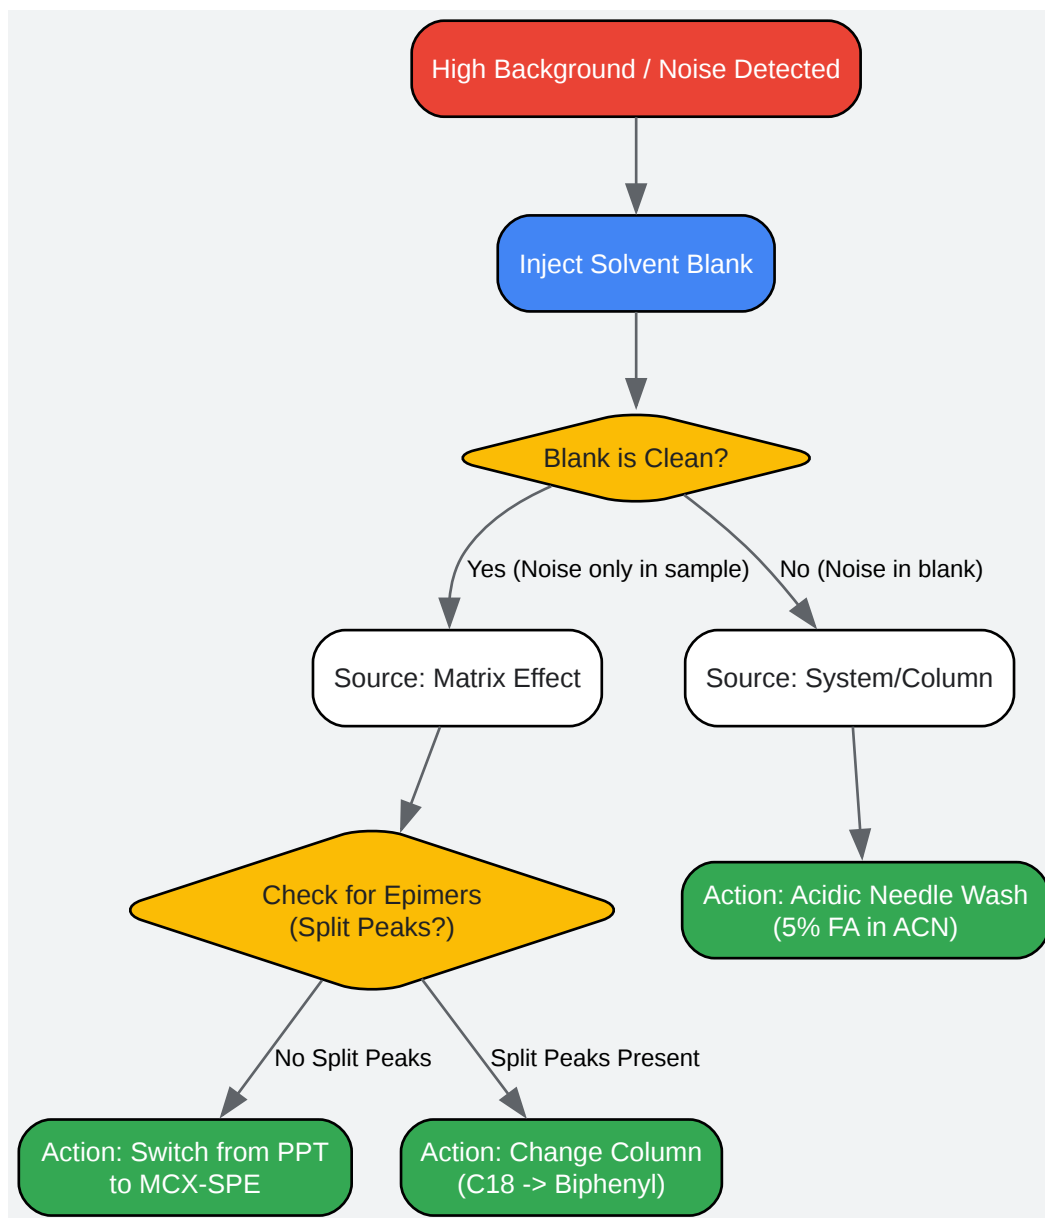 High Background / Noise Detected
Inject Solvent Blank
Blank is Clean?
Yes (Noise only in sample)
No (Noise in blank)
Source: Matrix Effect
Source: System/Column
Check for Epimers
(Split Peaks?)
Action: Acidic Needle Wash
(5% FA in ACN)
No Split Peaks
Split Peaks Present
Action: Switch from PPT
to MCX-SPE
Action: Change Column
(C18 -> Biphenyl)